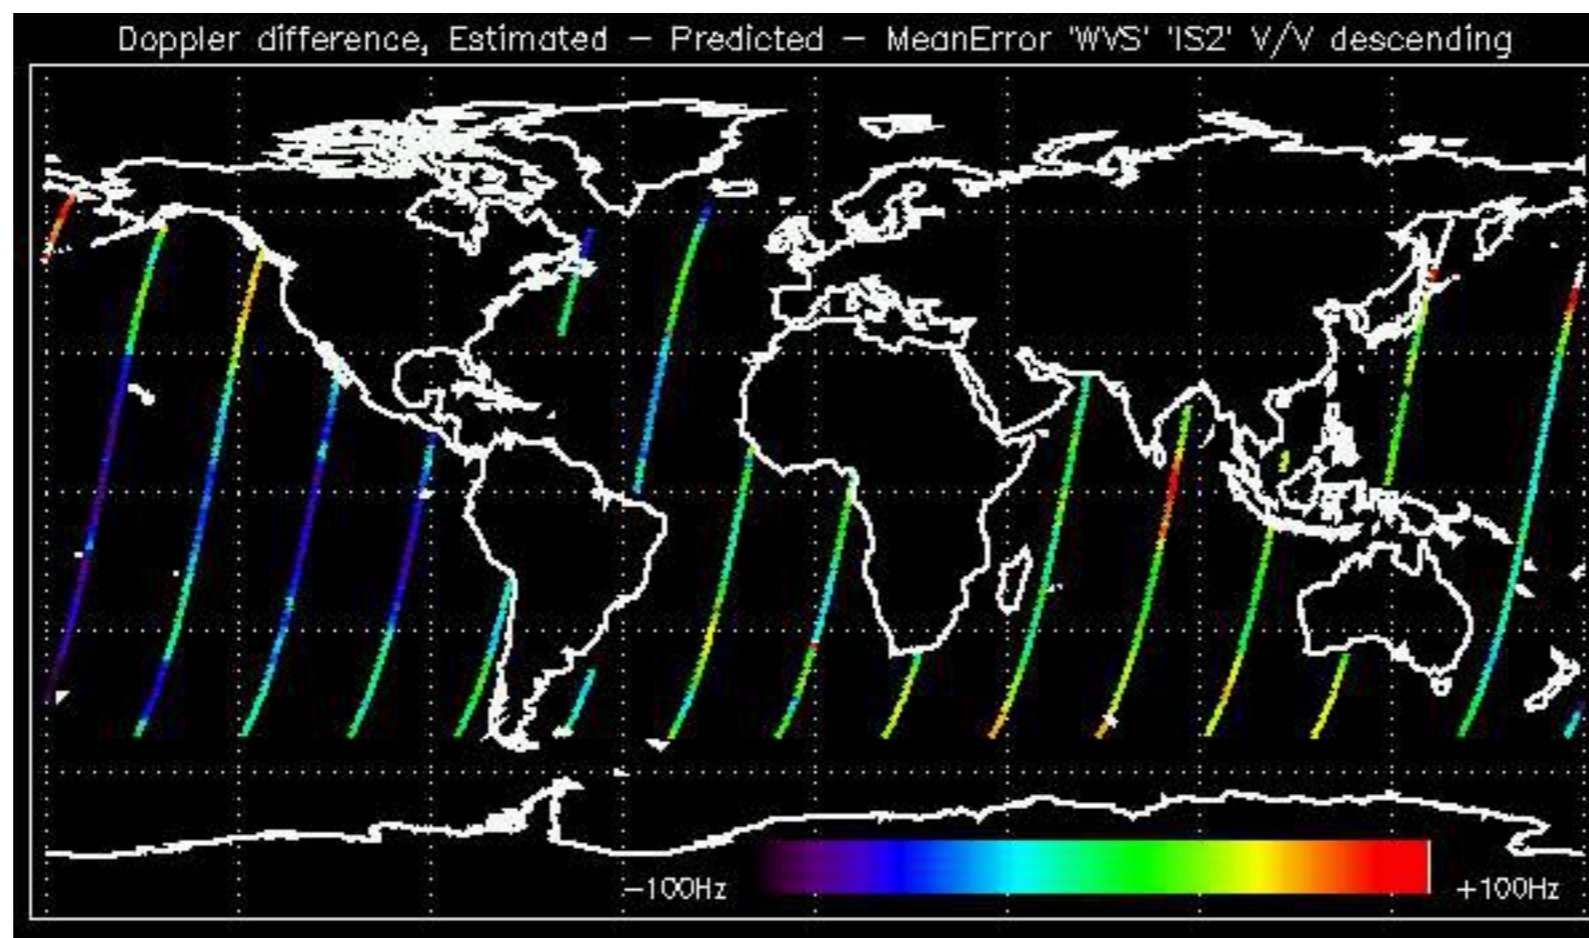 Doppler difference, Estimated - Predicted - MeanError 'WVS' 'IS2' V/V descending
-100Hz
+100Hz